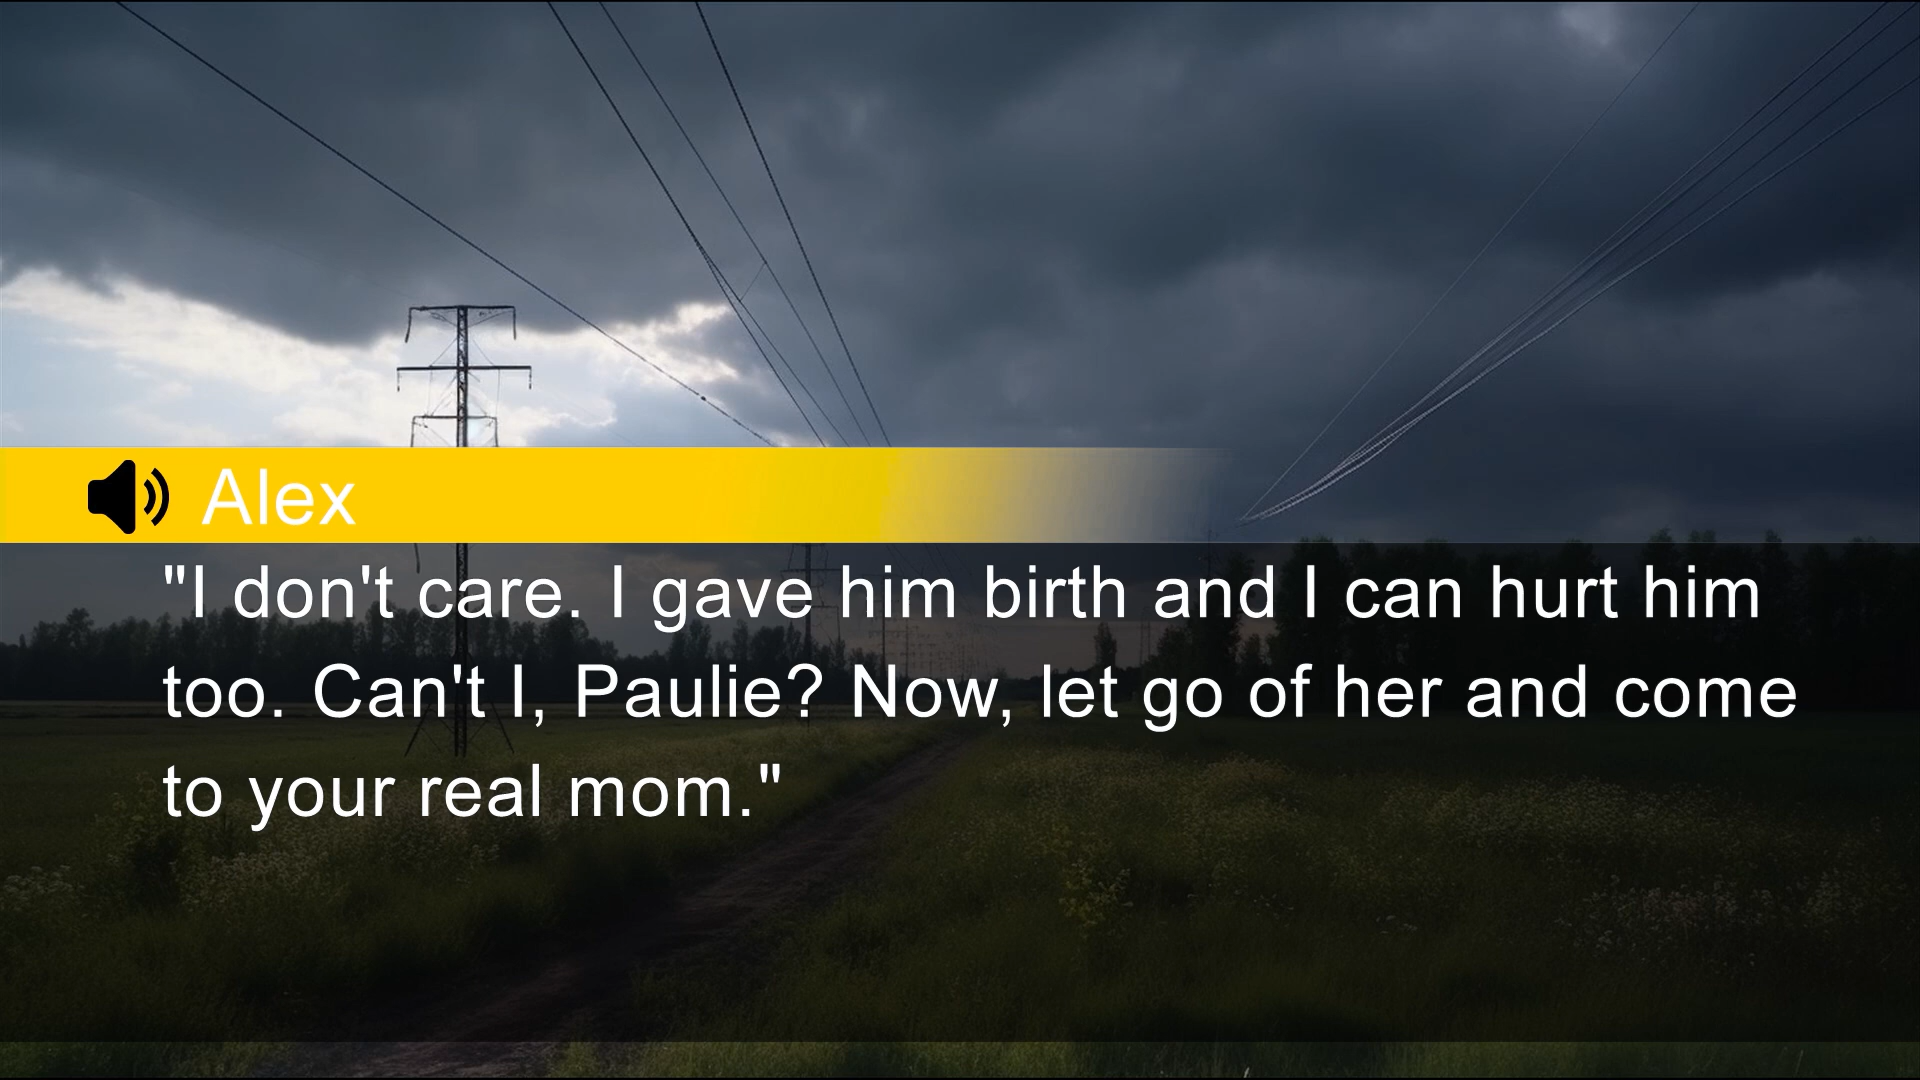 Alex
"I don't care. I gave him birth and I can hurt him
too. Can't I, Paulie? Now, let go of her and come
to your real mom."